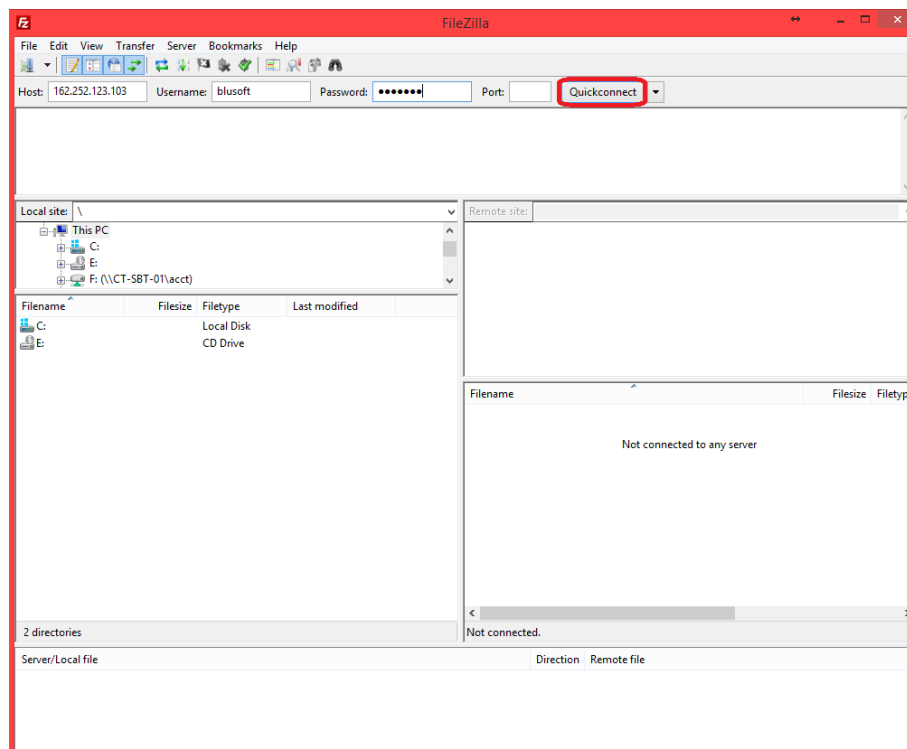 FileZilla
File Edit View Transfer Server Bookmarks Help
Host: 162.252.123.103 Username: blusoft Password: ●●●●●●● Port: Quickconnect
Local site: \
Remote site:
This PC
C:
E:
F: (\\CT-SBT-01\acct)
Filename Filesize Filetype Last modified
C: Local Disk
E: CD Drive
Filename Filesize Filetyp
Not connected to any server
2 directories
Not connected.
Server/Local file Direction Remote file